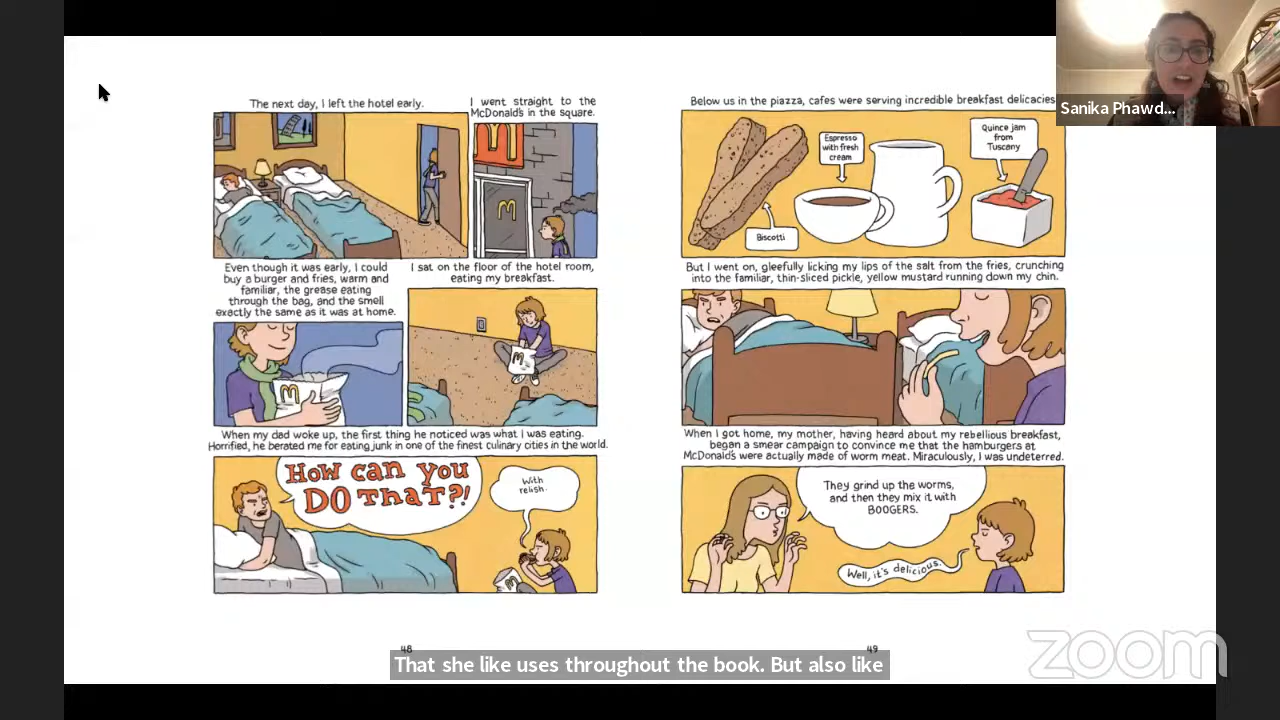 Sanika Phawd...
The next day, I left the hotel early.
I went straight to the
McDonald's in the square.
Even though it was early, I could
buy a burger and fries, warm and
familiar, the grease eating
through the bag, and the smell
exactly the same as it was at home.
I sat on the floor of the hotel room,
eating my breakfast.
When my dad woke up, the first thing he noticed was what I was eating.
Horrified, he berated me for eating junk in one of the finest culinary cities in the world.
HOW CAN YOU
DO THAT?!
With
relish.
48
Below us in the piazza, cafes were serving incredible breakfast delicacies
Biscotti
Espresso
with fresh
cream
Quince jam
from
Tuscany
But I went on, gleefully licking my lips of the salt from the fries, crunching
into the familiar, thin-sliced pickle, yellow mustard running down my chin.
When I got home, my mother, having heard about my rebellious breakfast,
began a smear campaign to convince me that the hamburgers at
McDonald's were actually made of worm meat. Miraculously, I was undeterred.
They grind up the worms,
and then they mix it with
BOOGERS.
Well, it's delicious.
49
That she like uses throughout the book. But also like
zoom